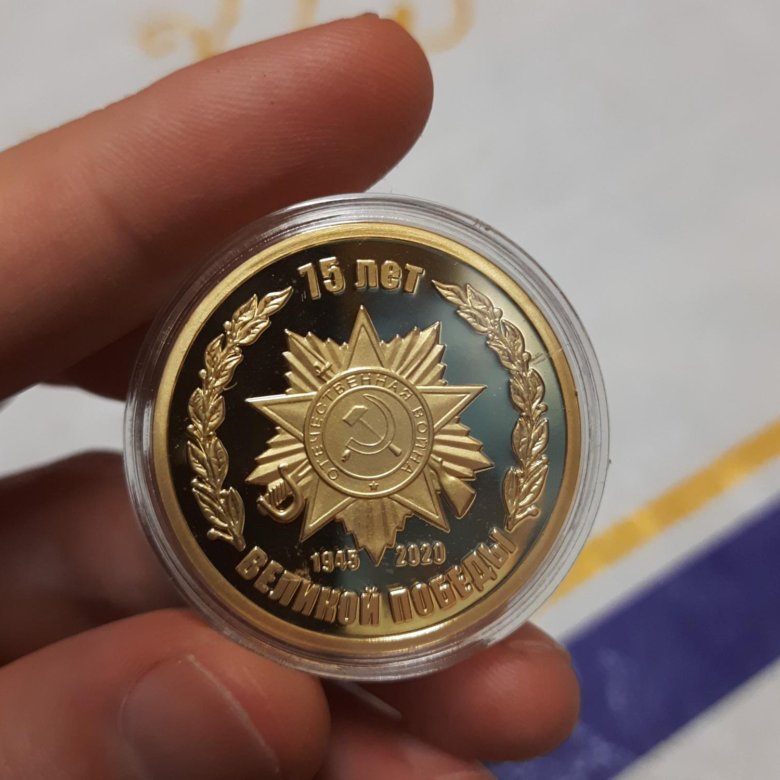 75 лет
ОТЕЧЕСТВЕННАЯ ВОЙНА
1945 2020
ВЕЛИКОЙ ПОБЕДЫ